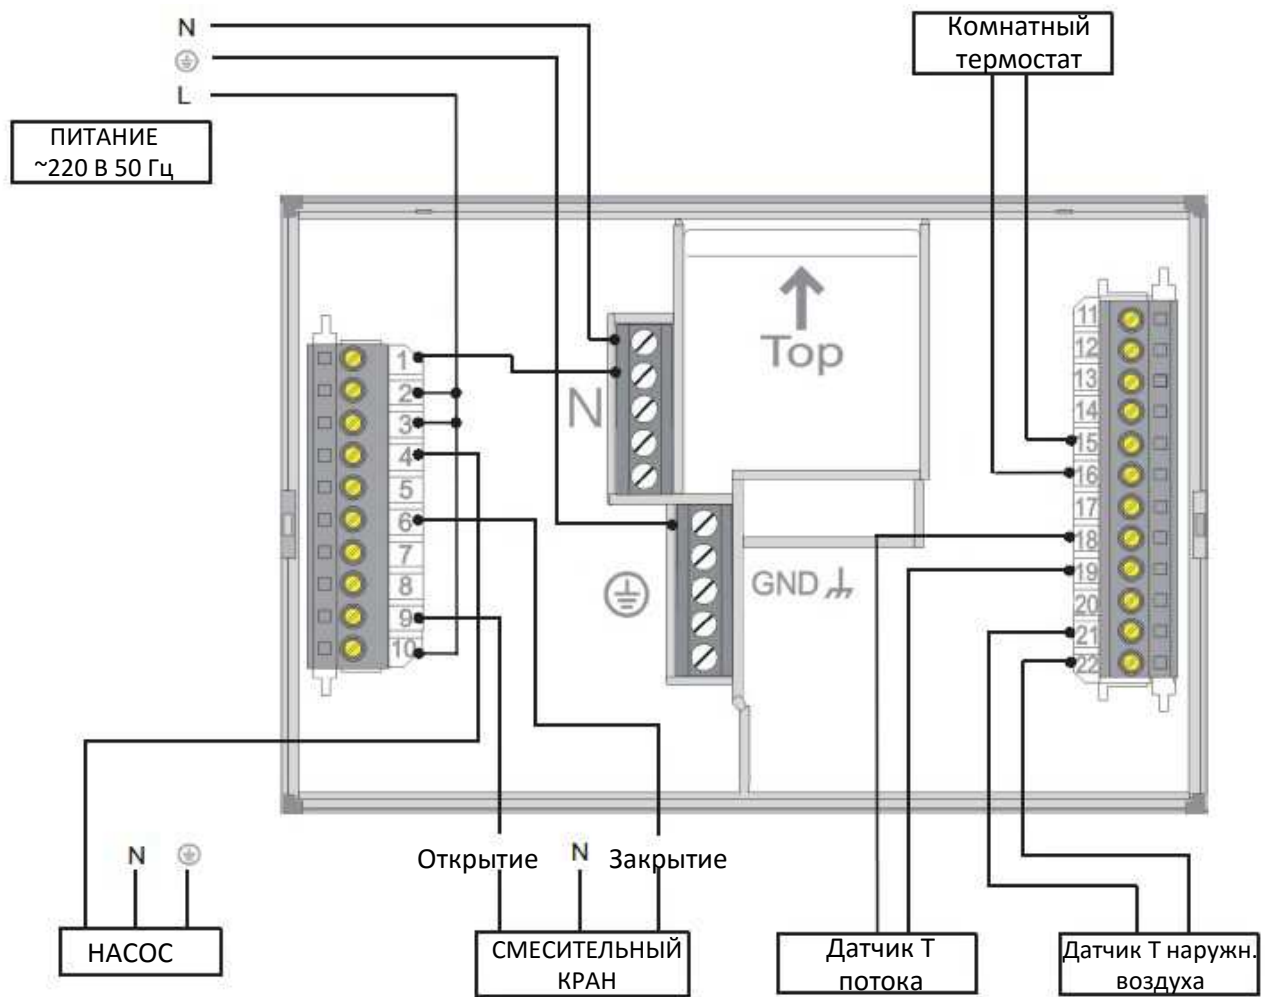 N
L
ПИТАНИЕ
~220 В 50 Гц
Комнатный
термостат
Top
N
GND
1
2
3
4
5
6
7
8
9
10
11
12
13
14
15
16
17
18
19
20
21
22
N
Открытие N Закрытие
НАСОС
СМЕСИТЕЛЬНЫЙ
КРАН
Датчик Т
потока
Датчик Т наружн.
воздуха